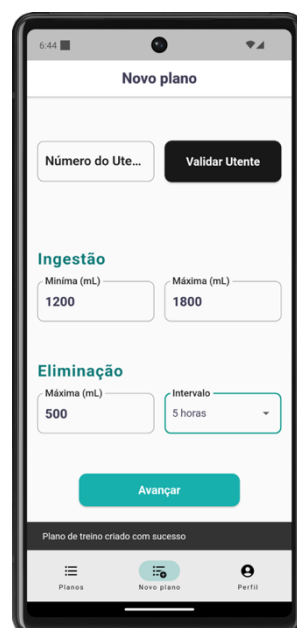 6:44
Novo plano
Número do Ute...
Validar Utente
Ingestão
Miníma (mL)
Máxima (mL)
1200
1800
Eliminação
Máxima (mL)
Intervalo
500
5 horas
Avançar
Plano de treino criado com sucesso
Planos
Novo plano
Perfil